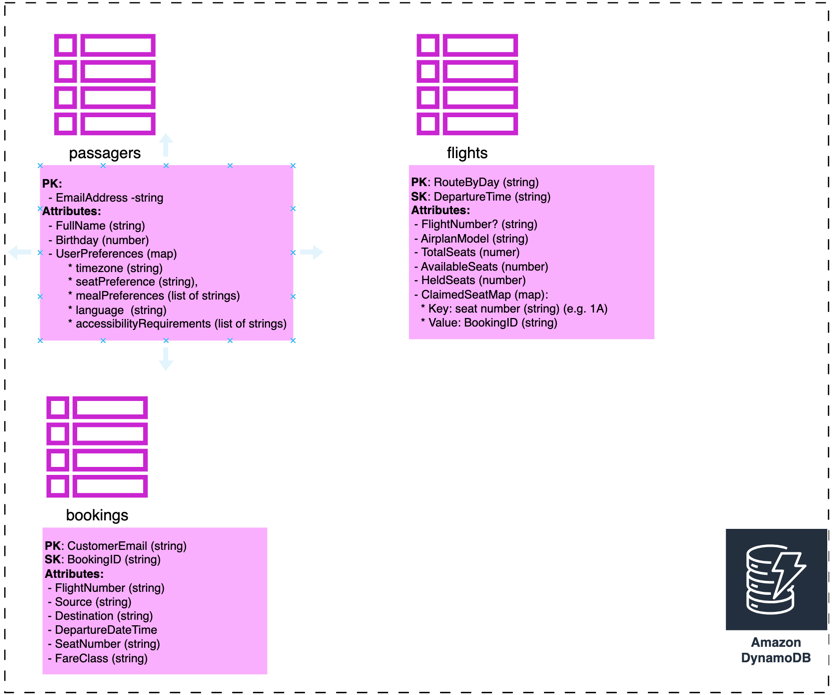 passagers
PK:
- EmailAddress -string
Attributes:
- FullName (string)
- Birthday (number)
- UserPreferences (map)
* timezone (string)
* seatPreference (string),
* mealPreferences (list of strings)
* language (string)
* accessibilityRequirements (list of strings)
flights
PK: RouteByDay (string)
SK: DepartureTime (string)
Attributes:
- FlightNumber? (string)
- AirplanModel (string)
- TotalSeats (numer)
- AvailableSeats (number)
- HeldSeats (number)
- ClaimedSeatMap (map):
* Key: seat number (string) (e.g. 1A)
* Value: BookingID (string)
bookings
PK: CustomerEmail (string)
SK: BookingID (string)
Attributes:
- FlightNumber (string)
- Source (string)
- Destination (string)
- DepartureDateTime
- SeatNumber (string)
- FareClass (string)
Amazon
DynamoDB